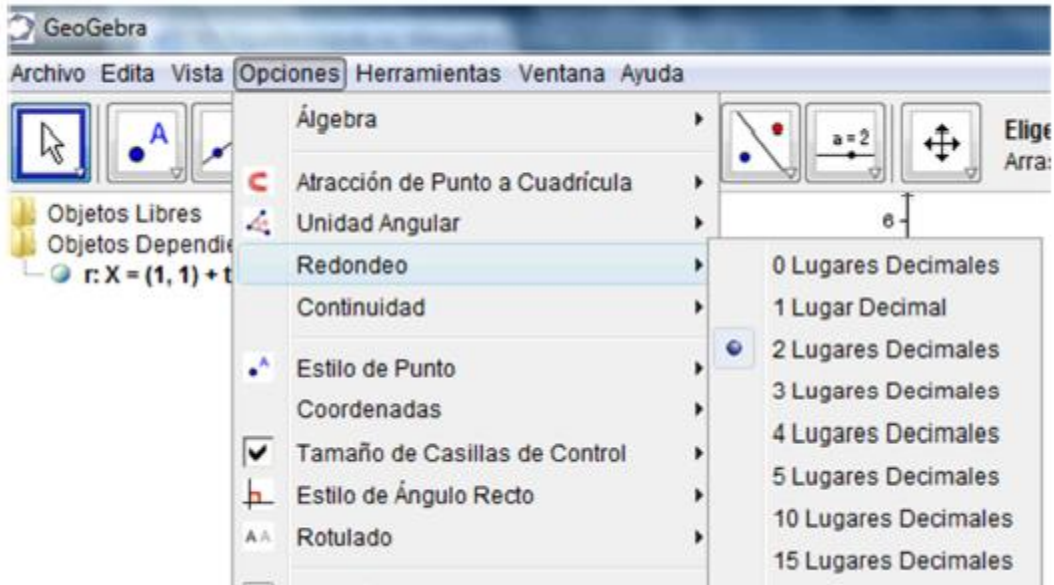 GeoGebra
Archivo Edita Vista Opciones Herramientas Ventana Ayuda
A
a = 2
Elige
Arra
Álgebra
Atracción de Punto a Cuadrícula
Unidad Angular
Redondeo
Continuidad
Estilo de Punto
Coordenadas
Tamaño de Casillas de Control
Estilo de Ángulo Recto
AA Rotulado
Objetos Libres
Objetos Dependie
r: X = (1, 1) + t
6
0 Lugares Decimales
1 Lugar Decimal
2 Lugares Decimales
3 Lugares Decimales
4 Lugares Decimales
5 Lugares Decimales
10 Lugares Decimales
15 Lugares Decimales